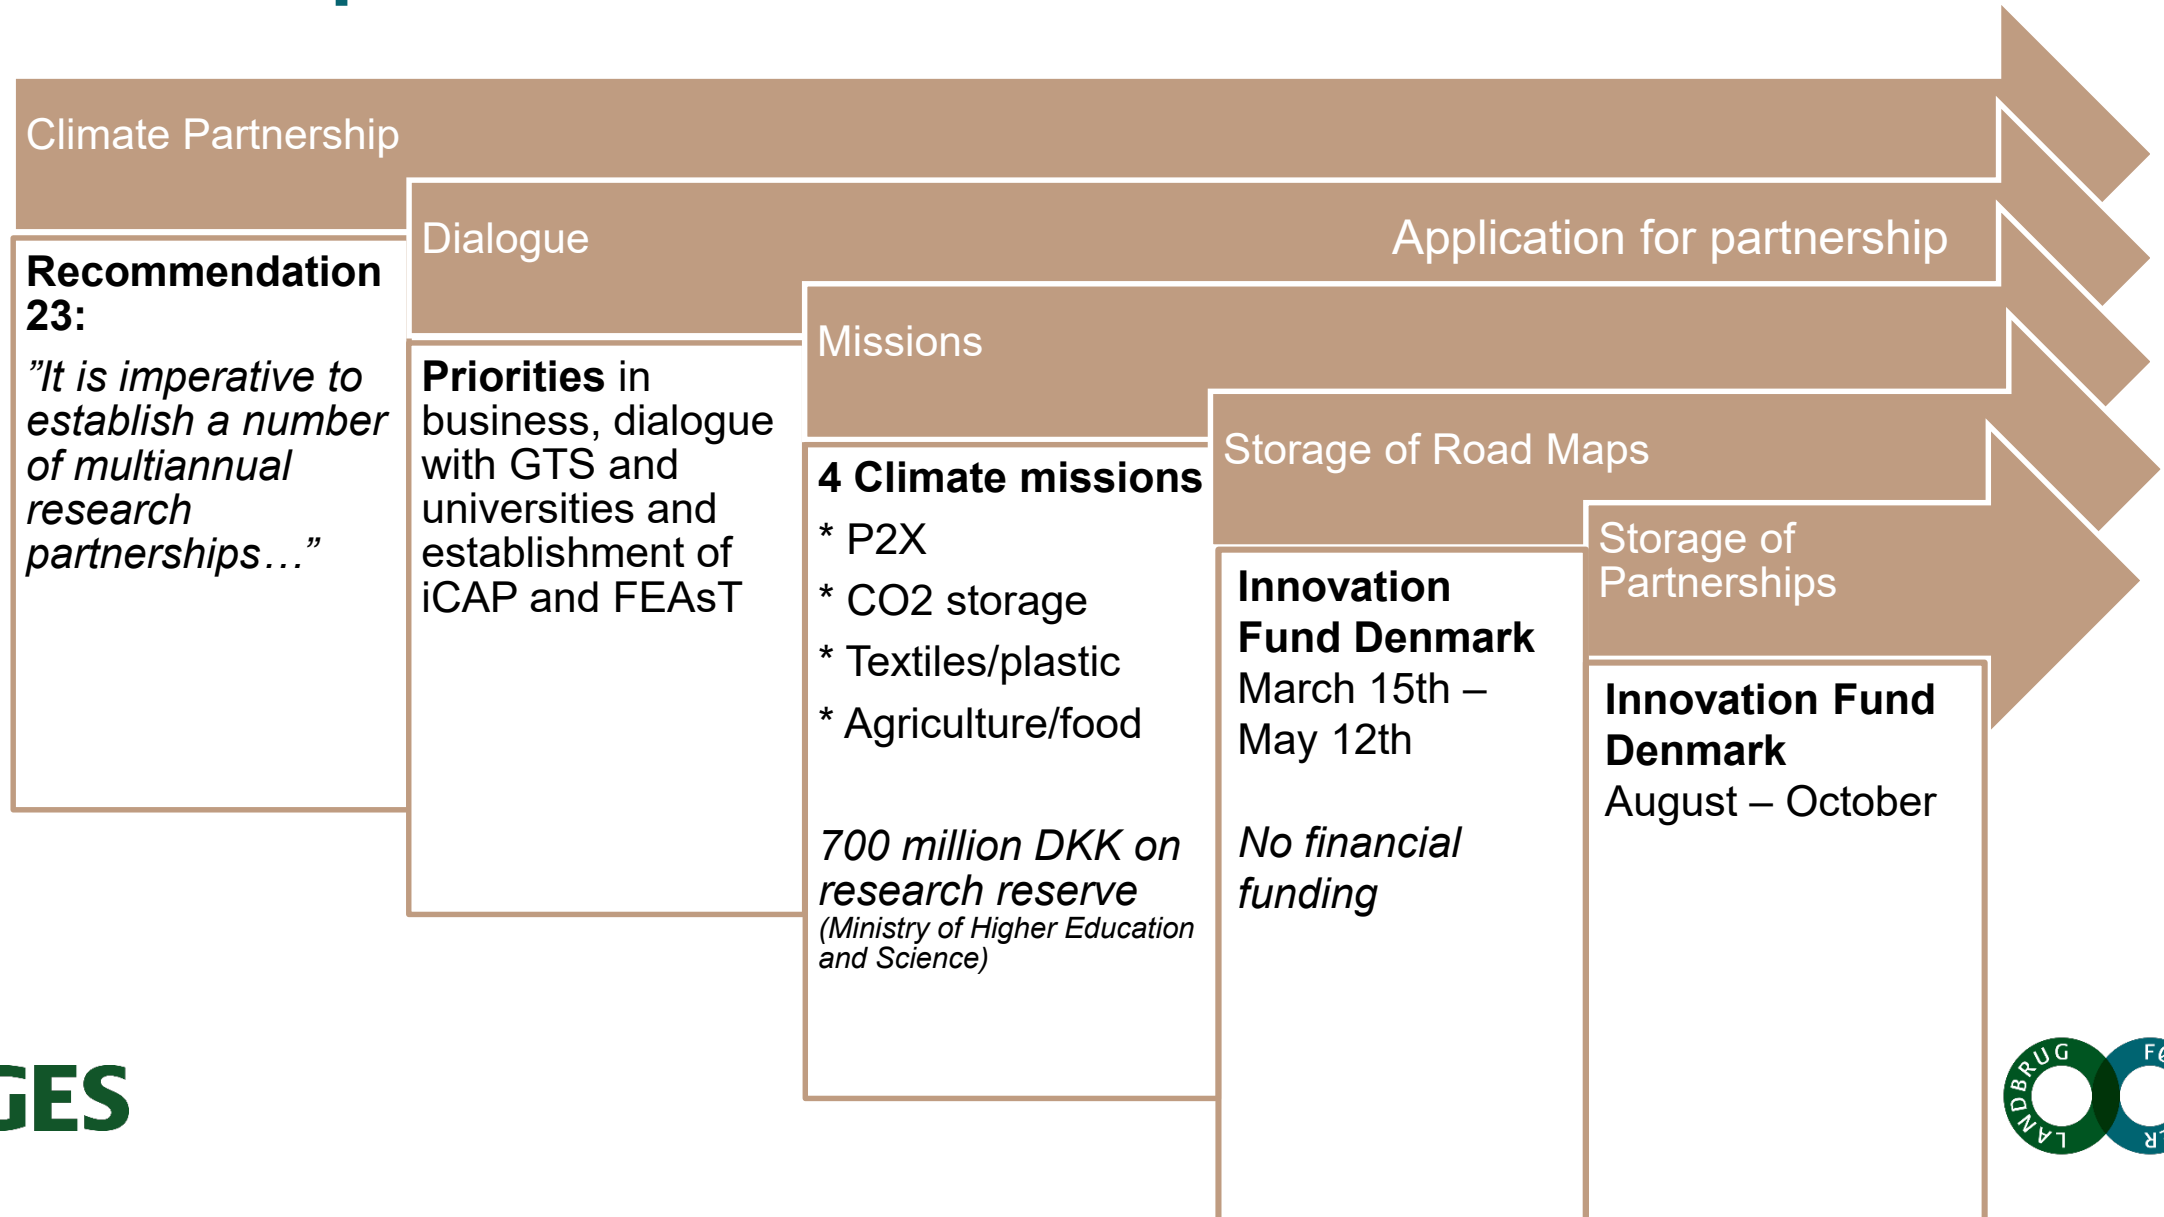 Climate Partnership
Recommendation
23:
”It is imperative to
establish a number
of multiannual
research
partnerships…”
Dialogue
Application for partnership
Priorities in
business, dialogue
with GTS and
universities and
establishment of
iCAP and FEAsT
Missions
4 Climate missions
* P2X
* CO2 storage
* Textiles/plastic
* Agriculture/food
700 million DKK on
research reserve
(Ministry of Higher Education
and Science)
Storage of Road Maps
Innovation
Fund Denmark
March 15th –
May 12th
No financial
funding
Storage of
Partnerships
Innovation Fund
Denmark
August – October
GES
LANDBRUG